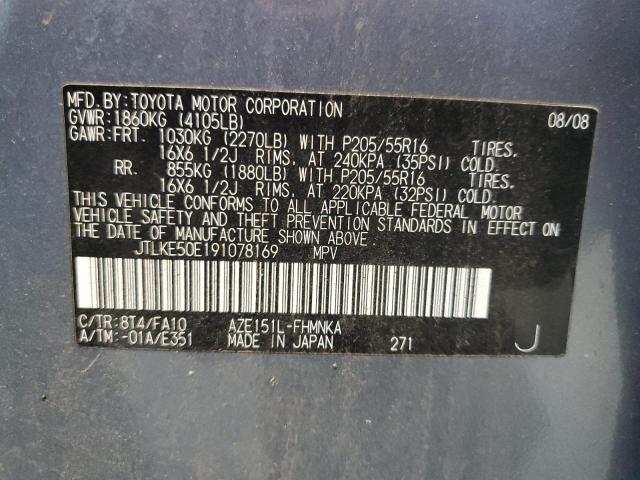 MFD.BY:TOYOTA MOTOR CORPORATION 08/08
GVWR:1860KG (4105LB)
GAWR:FRT. 1030KG (2270LB) WITH P205/55R16 TIRES.
16X6 1/2J RIMS. AT 240KPA (35PSI) COLD.
RR. 855KG (1880LB) WITH P205/55R16 TIRES.
16X6 1/2J RIMS. AT 220KPA (32PSI) COLD.
THIS VEHICLE CONFORMS TO ALL APPLICABLE FEDERAL MOTOR
VEHICLE SAFETY AND THEFT PREVENTION STANDARDS IN EFFECT ON
THE DATE OF MANUFACTURE SHOWN ABOVE.
JTLKE50E191078169 MPV
C/TR:8T4/FA10 AZE151L-FHMNKA
A/TM:-01A/E351 MADE IN JAPAN 271 J